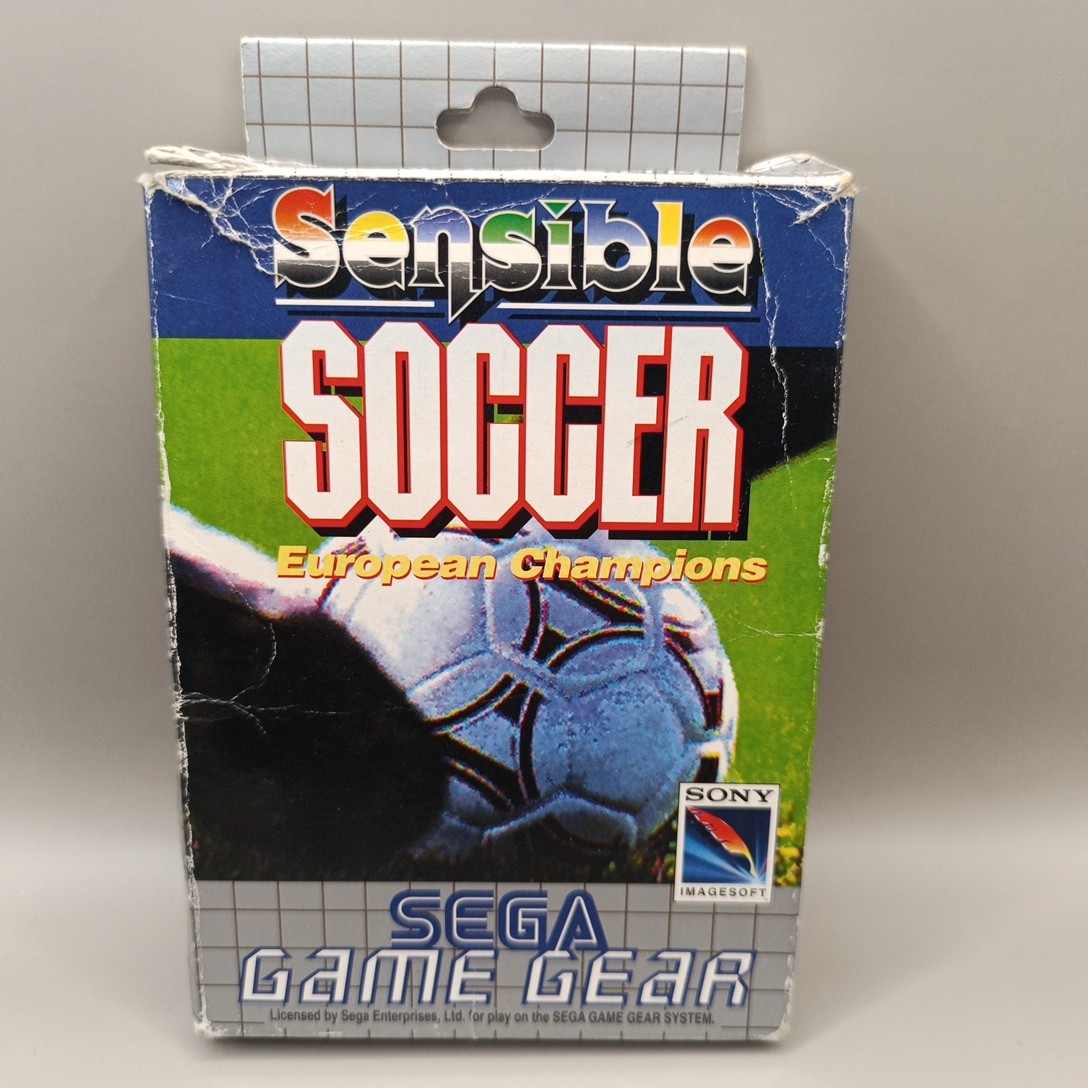 Sensible
SOCCER
European Champions
SONY
IMAGESOFT
SEGA
GAME GEAR
Licensed by Sega Enterprises, Ltd. for play on the SEGA GAME GEAR SYSTEM.